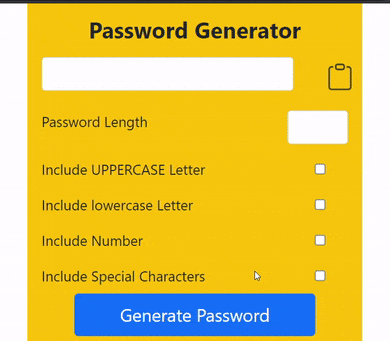 Password Generator
Password Length
Include UPPERCASE Letter
Include lowercase Letter
Include Number
Include Special Characters
Generate Password